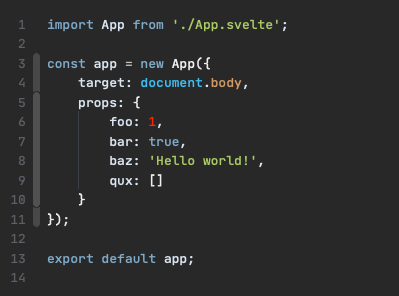 1 import App from './App.svelte';
2
3 const app = new App({
4     target: document.body,
5     props: {
6         foo: 1,
7         bar: true,
8         baz: 'Hello world!',
9         qux: []
10     }
11 });
12
13 export default app;
14